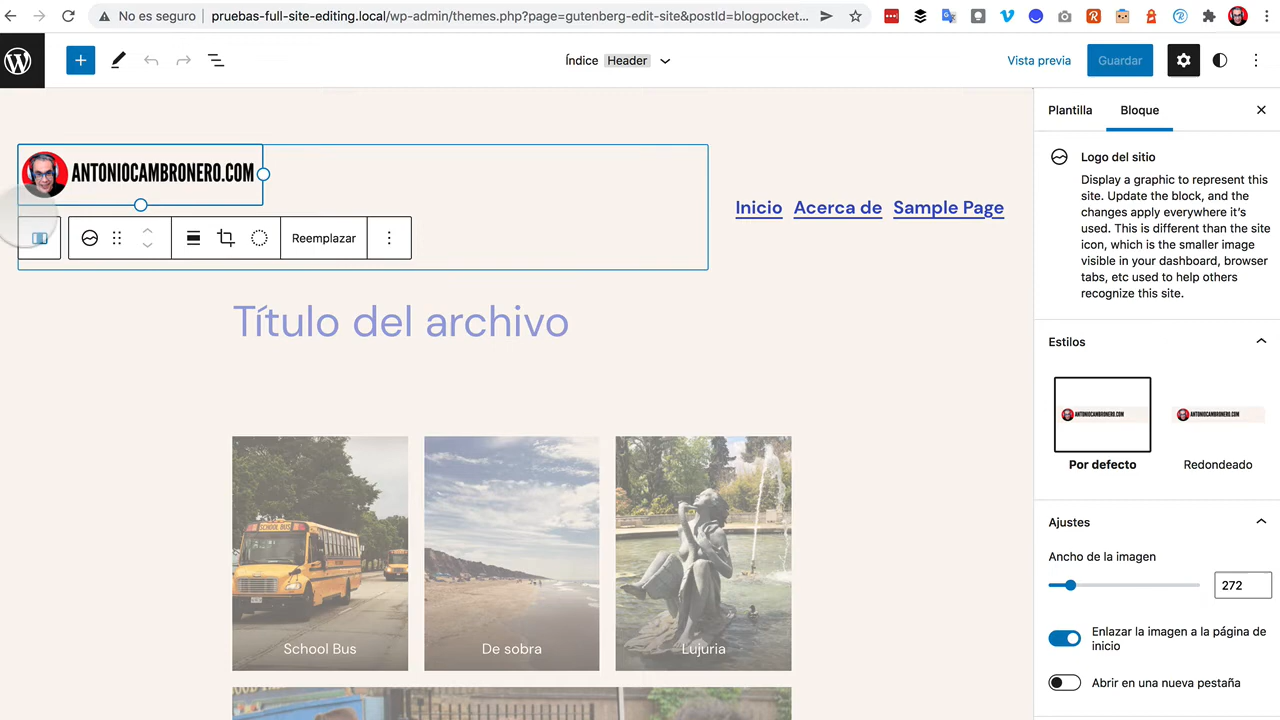 No es seguro
pruebas-full-site-editing.local/wp-admin/themes.php?page=gutenberg-edit-site&postId=blogpocket...
Índice Header
Vista previa
Guardar
ANTONIOCAMBRONERO.COM
Reemplazar
Inicio Acerca de Sample Page
Título del archivo
SCHOOL BUS
School Bus
De sobra
Lujuria
Plantilla
Bloque
Logo del sitio
Display a graphic to represent this
site. Update the block, and the
changes apply everywhere it's
used. This is different than the site
icon, which is the smaller image
visible in your dashboard, browser
tabs, etc used to help others
recognize this site.
Estilos
ANTONIOCAMBRONERO.COM
ANTONIOCAMBRONERO.COM
Por defecto
Redondeado
Ajustes
Ancho de la imagen
272
Enlazar la imagen a la página de
inicio
Abrir en una nueva pestaña